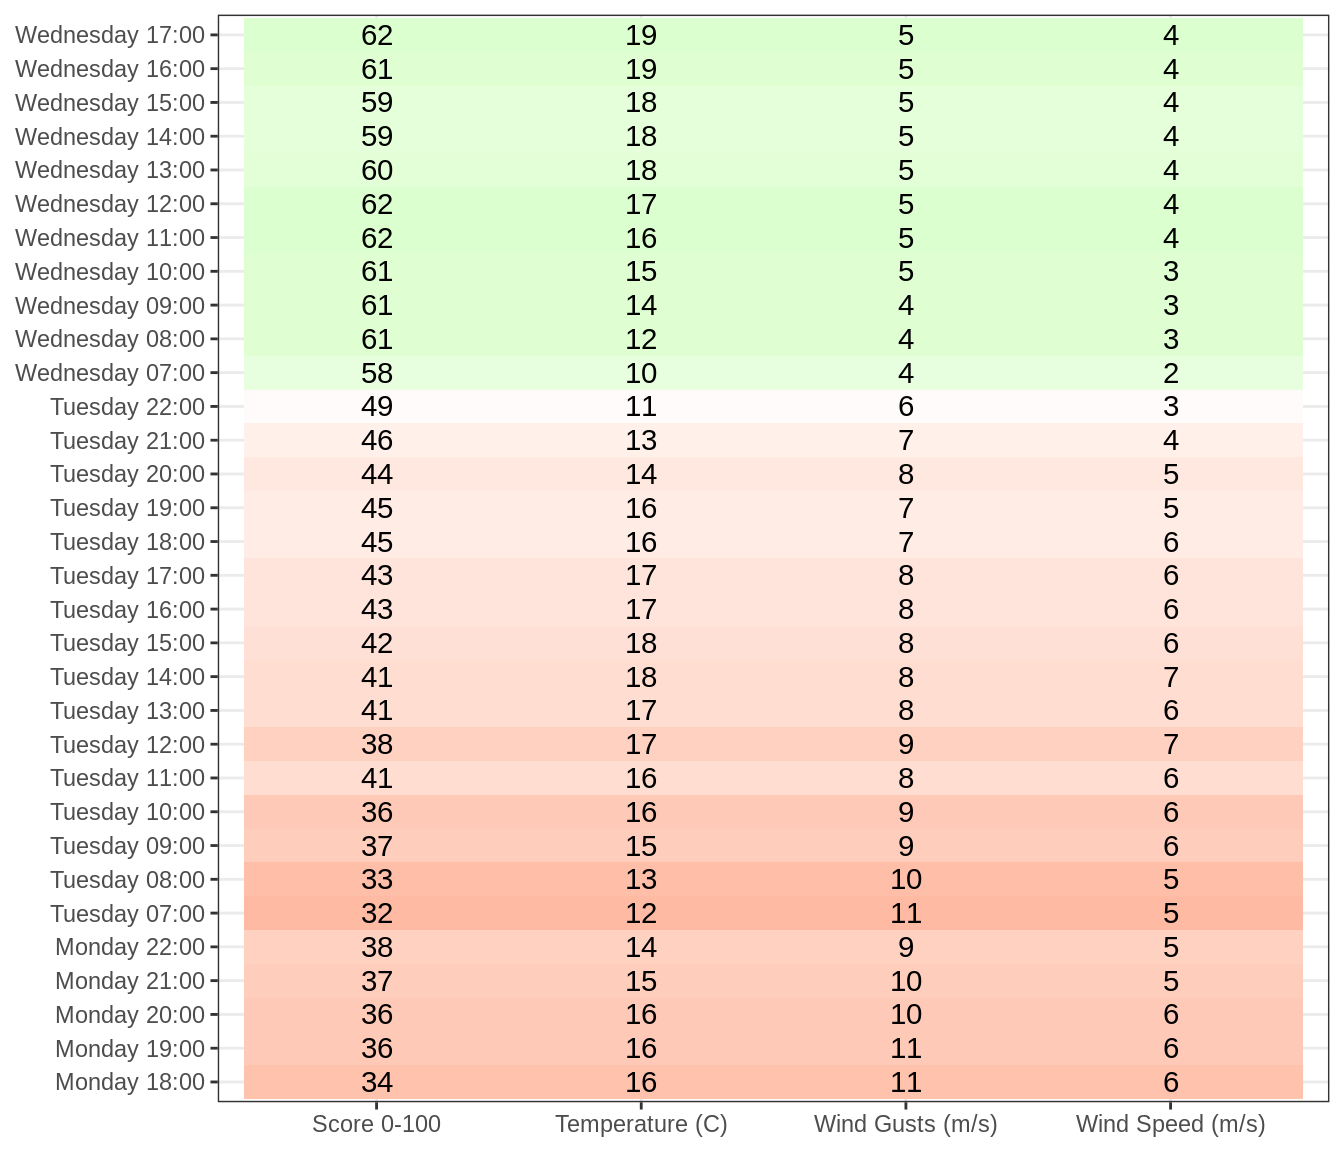 Wednesday 17:00 62 19 5 4
Wednesday 16:00 61 19 5 4
Wednesday 15:00 59 18 5 4
Wednesday 14:00 59 18 5 4
Wednesday 13:00 60 18 5 4
Wednesday 12:00 62 17 5 4
Wednesday 11:00 62 16 5 4
Wednesday 10:00 61 15 5 3
Wednesday 09:00 61 14 4 3
Wednesday 08:00 61 12 4 3
Wednesday 07:00 58 10 4 2
Tuesday 22:00 49 11 6 3
Tuesday 21:00 46 13 7 4
Tuesday 20:00 44 14 8 5
Tuesday 19:00 45 16 7 5
Tuesday 18:00 45 16 7 6
Tuesday 17:00 43 17 8 6
Tuesday 16:00 43 17 8 6
Tuesday 15:00 42 18 8 6
Tuesday 14:00 41 18 8 7
Tuesday 13:00 41 17 8 6
Tuesday 12:00 38 17 9 7
Tuesday 11:00 41 16 8 6
Tuesday 10:00 36 16 9 6
Tuesday 09:00 37 15 9 6
Tuesday 08:00 33 13 10 5
Tuesday 07:00 32 12 11 5
Monday 22:00 38 14 9 5
Monday 21:00 37 15 10 5
Monday 20:00 36 16 10 6
Monday 19:00 36 16 11 6
Monday 18:00 34 16 11 6
Score 0-100 Temperature (C) Wind Gusts (m/s) Wind Speed (m/s)